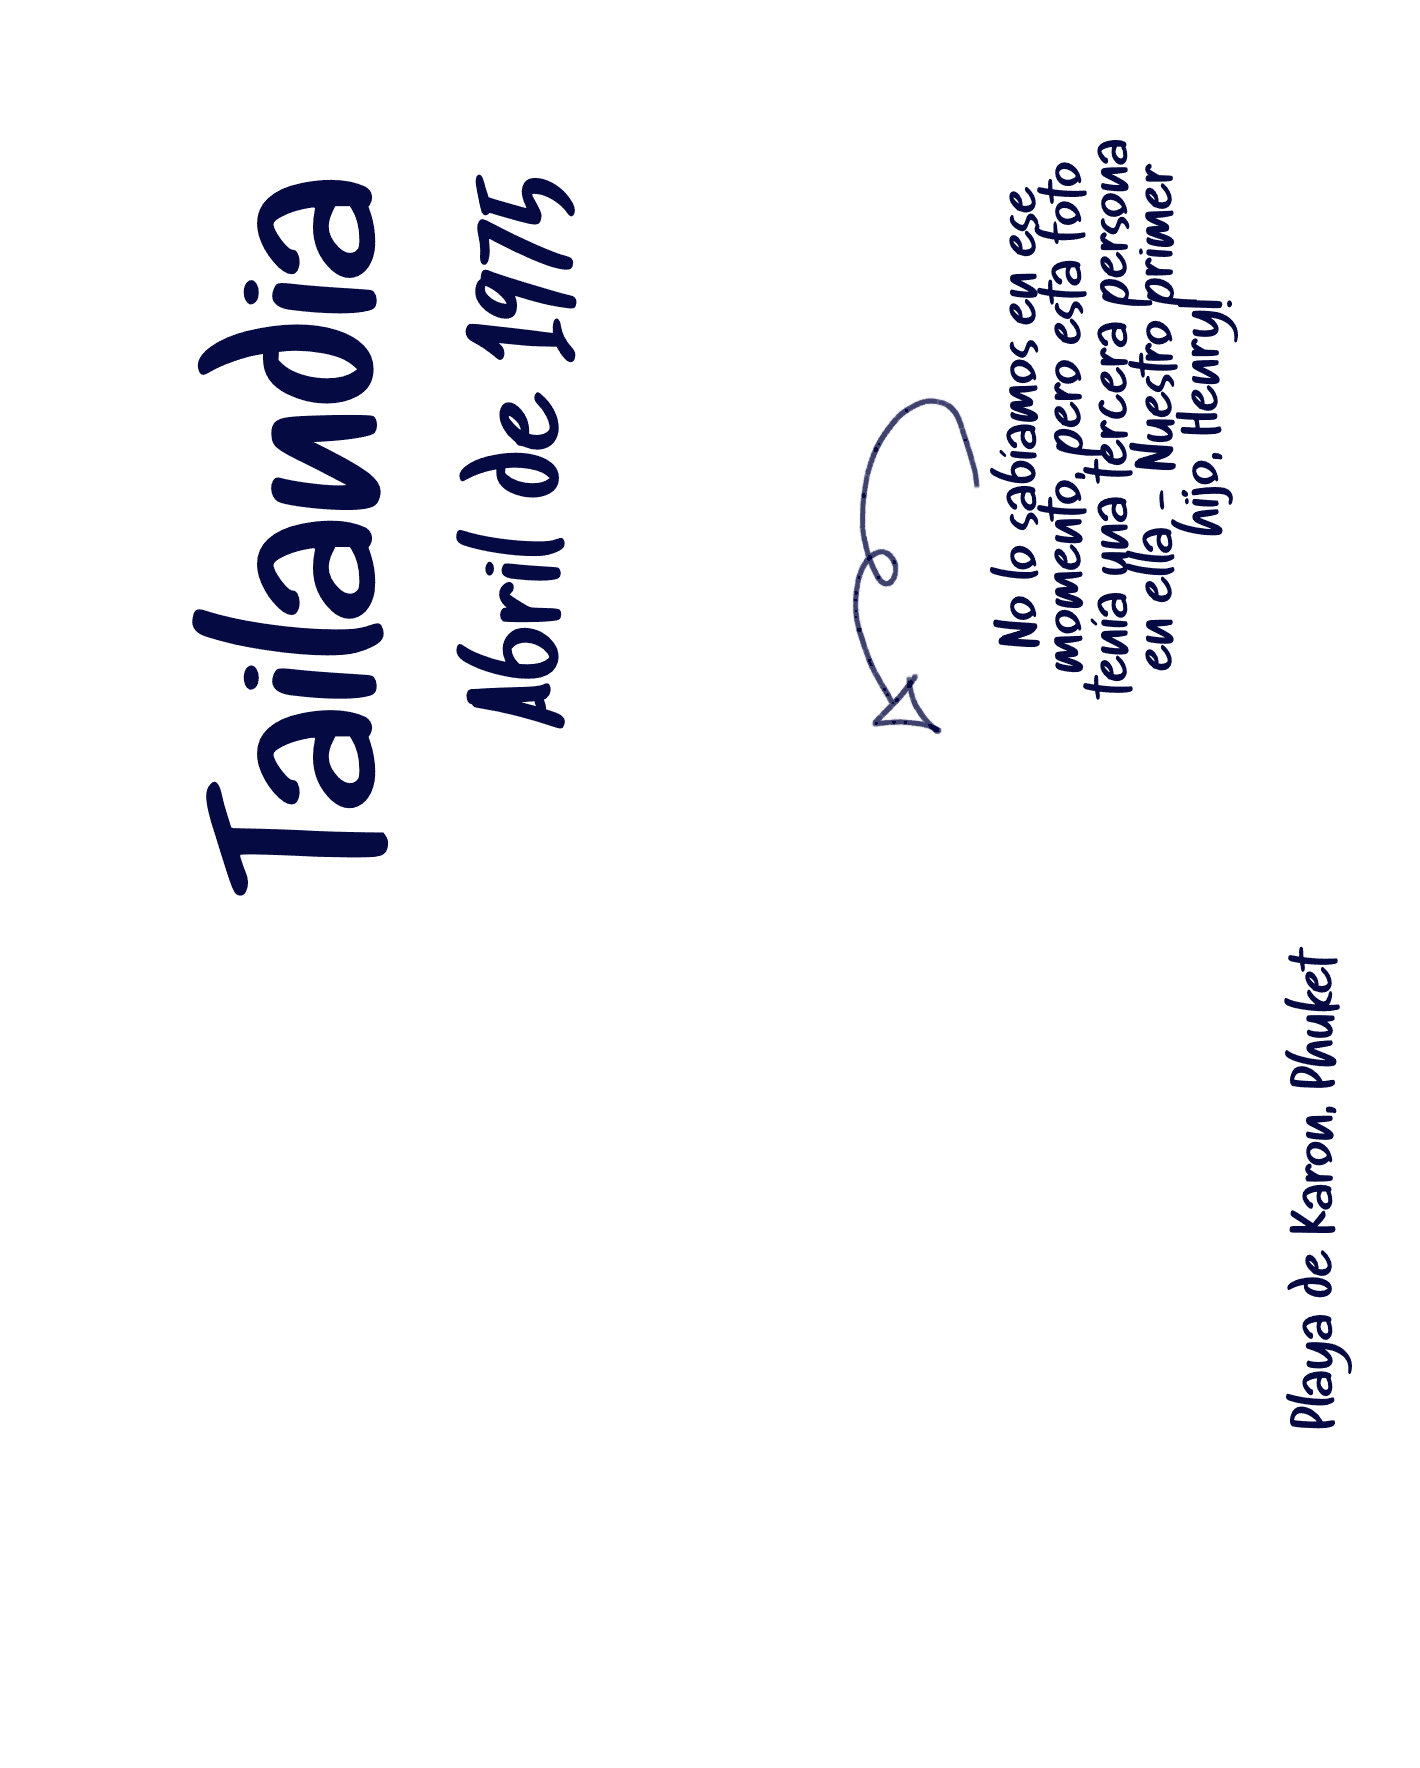 Tailandia
Abril de 1975
No lo sabíamos en ese
momento, pero esta foto
tenía una tercera persona
en ella - Nuestro primer
hijo, Henry!
Playa de Karon, Phuket